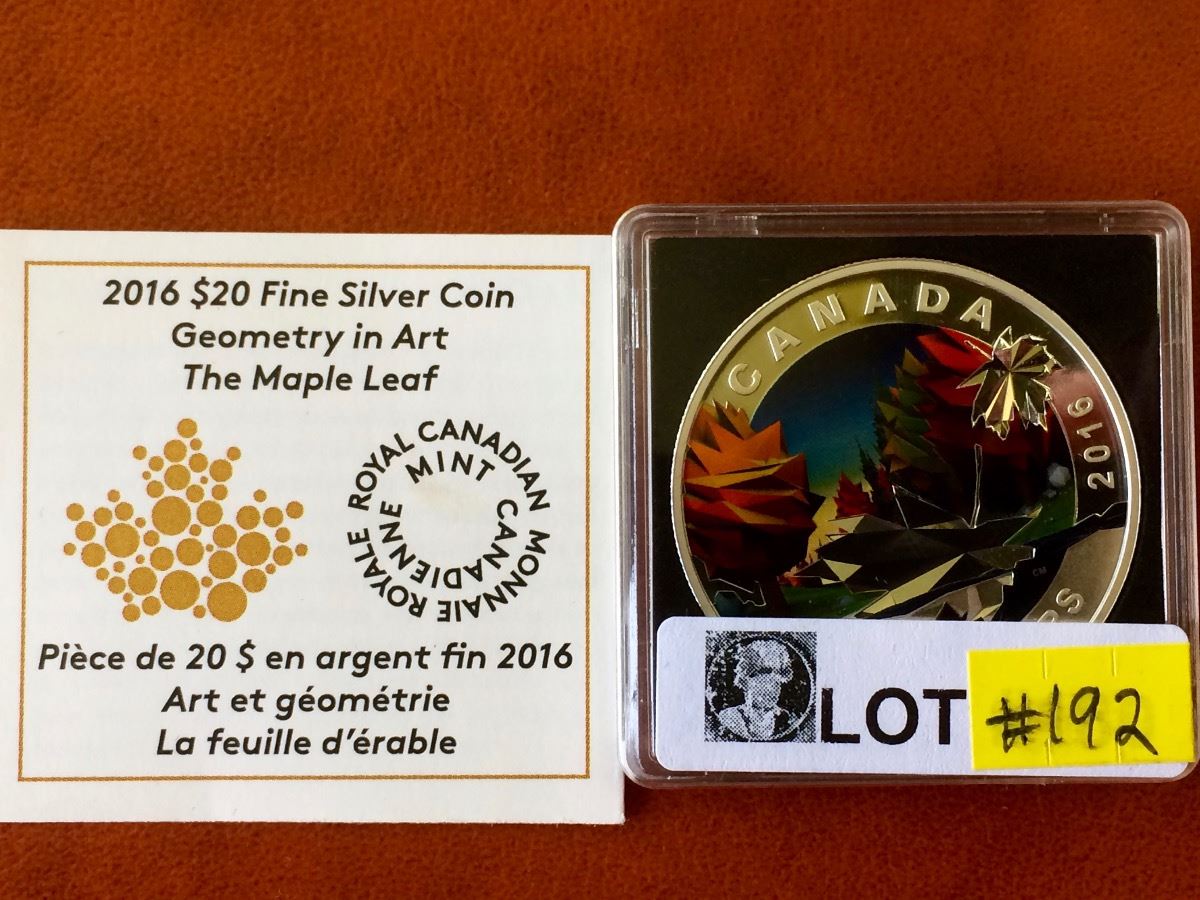 2016 $20 Fine Silver Coin
Geometry in Art
The Maple Leaf
ROYAL CANADIAN MINT
MONNAIE ROYALE CANADIENNE
Pièce de 20 $ en argent fin 2016
Art et géométrie
La feuille d'érable
CANADA
2016
CM
LOT #192